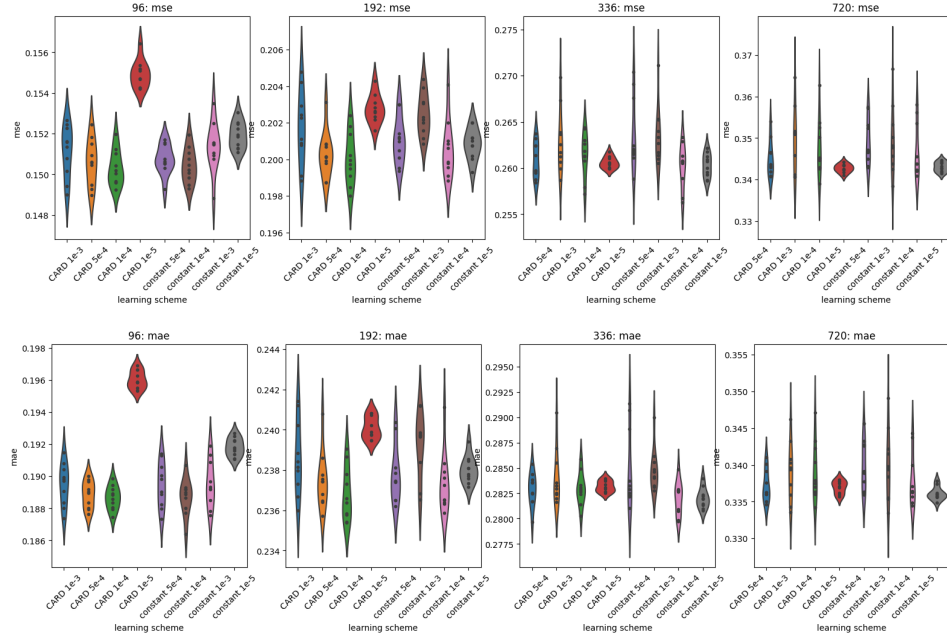 96: mse
192: mse
336: mse
720: mse
mse
0.156
0.154
0.152
0.150
0.148
mse
0.206
0.204
0.202
0.200
0.198
0.196
mse
0.275
0.270
0.265
0.260
0.255
mse
0.37
0.36
0.35
0.34
0.33
CARD 1e-3
CARD 5e-4
CARD 1e-4
CARD 1e-5
constant 5e-4
constant 1e-3
constant 1e-4
constant 1e-5
CARD 1e-3
CARD 5e-4
CARD 1e-4
CARD 1e-5
constant 5e-4
constant 1e-3
constant 1e-4
constant 1e-5
CARD 5e-4
CARD 1e-3
CARD 1e-4
CARD 1e-5
constant 5e-4
constant 1e-3
constant 1e-4
constant 1e-5
CARD 5e-4
CARD 1e-3
CARD 1e-4
CARD 1e-5
constant 5e-4
constant 1e-3
constant 1e-4
constant 1e-5
learning scheme
learning scheme
learning scheme
learning scheme
96: mae
192: mae
336: mae
720: mae
mae
0.198
0.196
0.194
0.192
0.190
0.188
0.186
mae
0.244
0.242
0.240
0.238
0.236
0.234
mae
0.2950
0.2925
0.2900
0.2875
0.2850
0.2825
0.2800
0.2775
mae
0.355
0.350
0.345
0.340
0.335
0.330
CARD 1e-3
CARD 5e-4
CARD 1e-4
CARD 1e-5
constant 5e-4
constant 1e-4
constant 1e-3
constant 1e-5
CARD 1e-3
CARD 5e-4
CARD 1e-4
CARD 1e-5
constant 5e-4
constant 1e-3
constant 1e-4
constant 1e-5
CARD 5e-4
CARD 1e-3
CARD 1e-4
CARD 1e-5
constant 5e-4
constant 1e-3
constant 1e-4
constant 1e-5
CARD 5e-4
CARD 1e-3
CARD 1e-4
CARD 1e-5
constant 5e-4
constant 1e-3
constant 1e-4
constant 1e-5
learning scheme
learning scheme
learning scheme
learning scheme